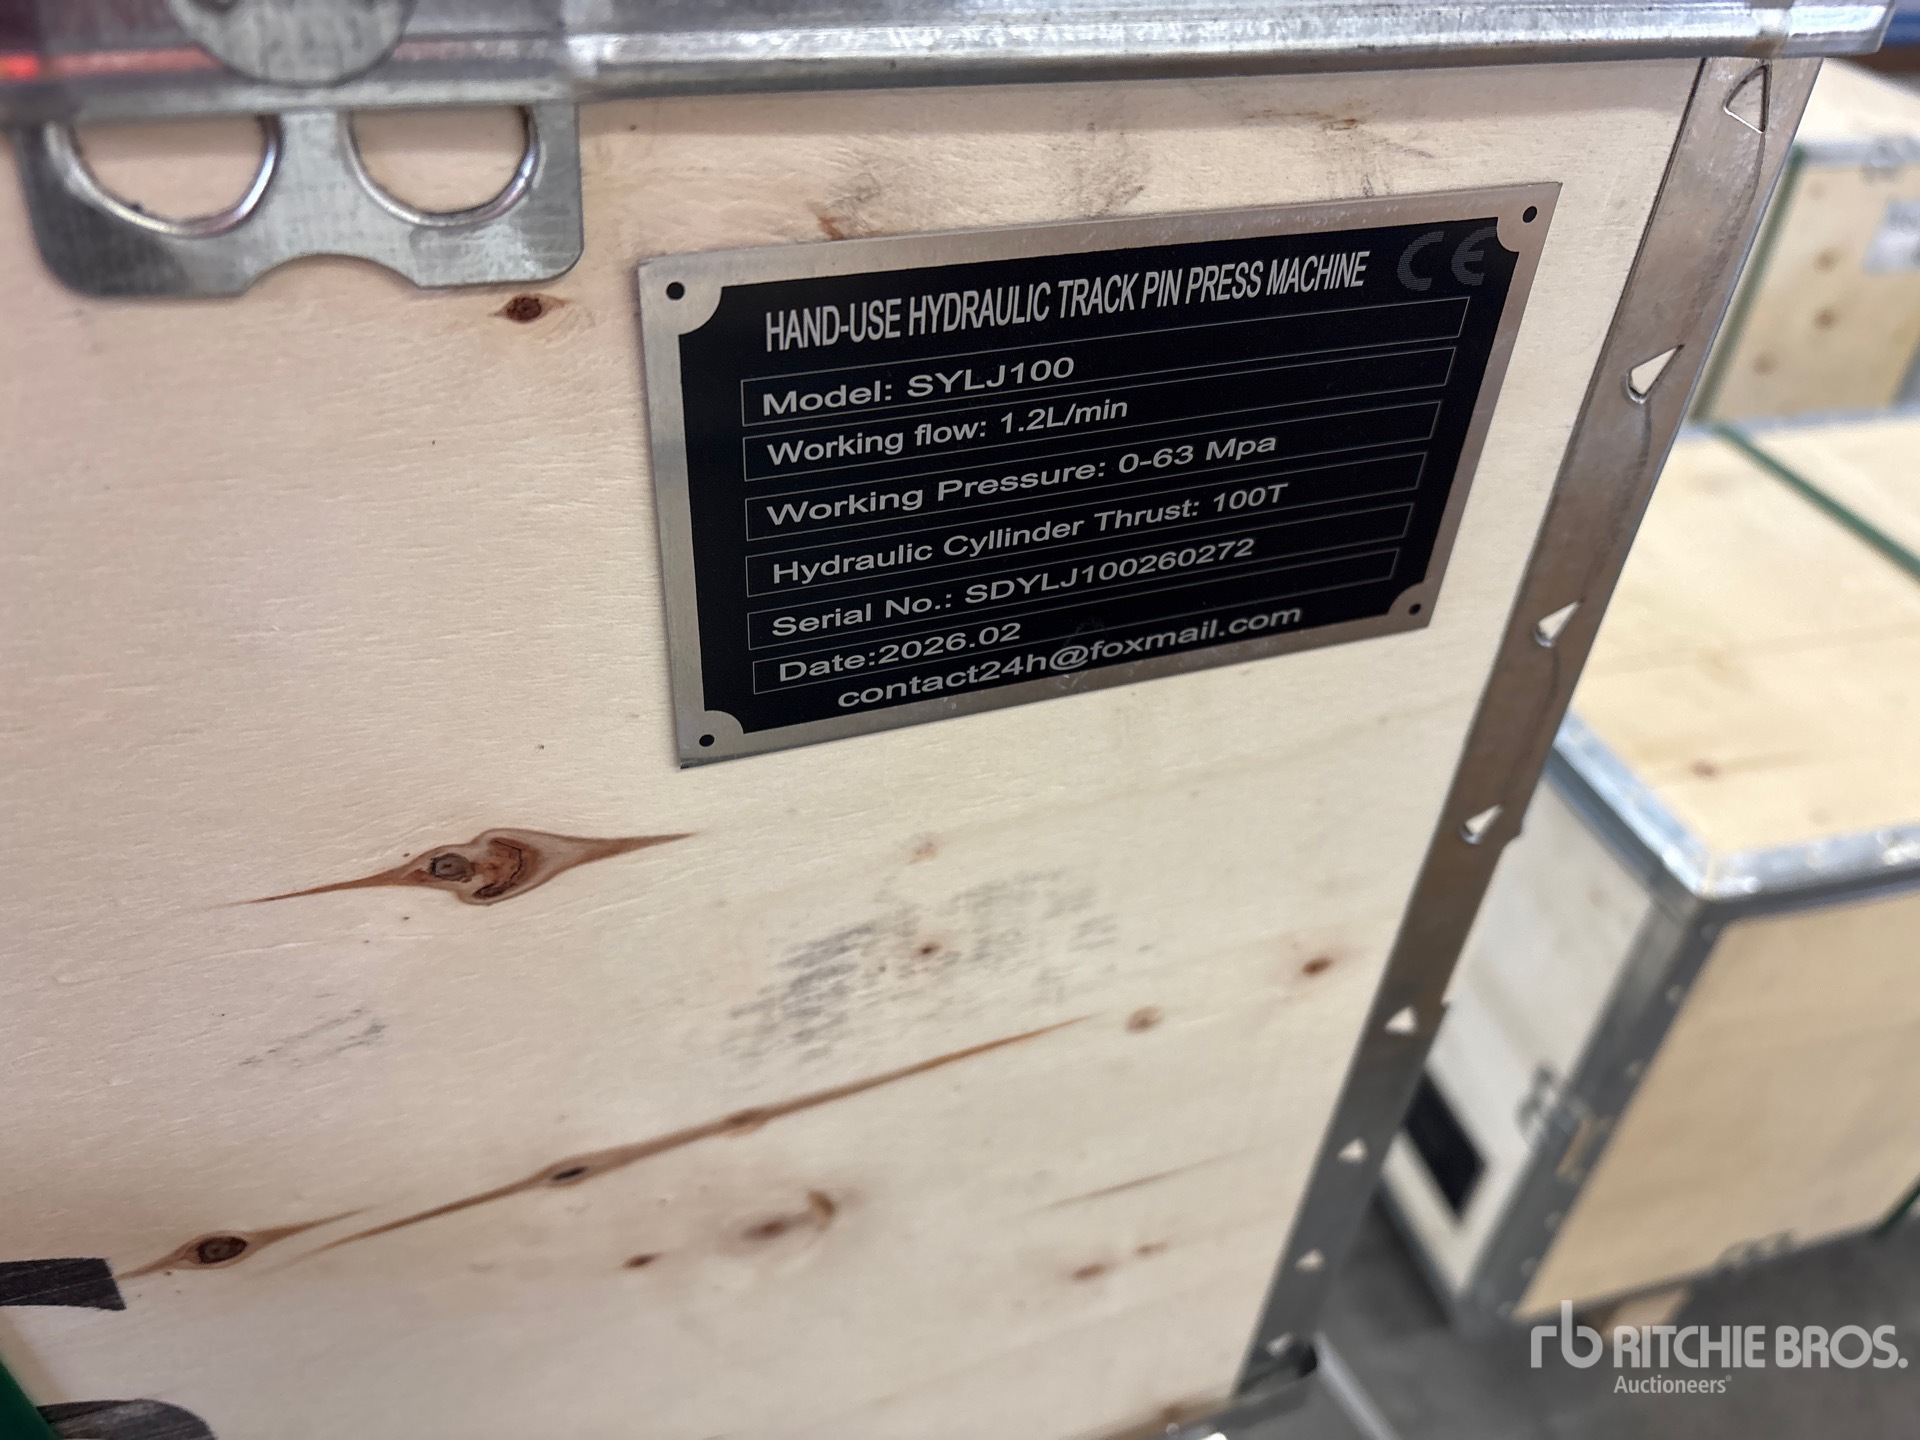 HAND-USE HYDRAULIC TRACK PIN PRESS MACHINE CE
Model: SYLJ100
Working flow: 1.2L/min
Working Pressure: 0-63 Mpa
Hydraulic Cyllinder Thrust: 100T
Serial No.: SDYLJ100260272
Date:2026.02
contact24h@foxmail.com
rb RITCHIE BROS.
Auctioneers